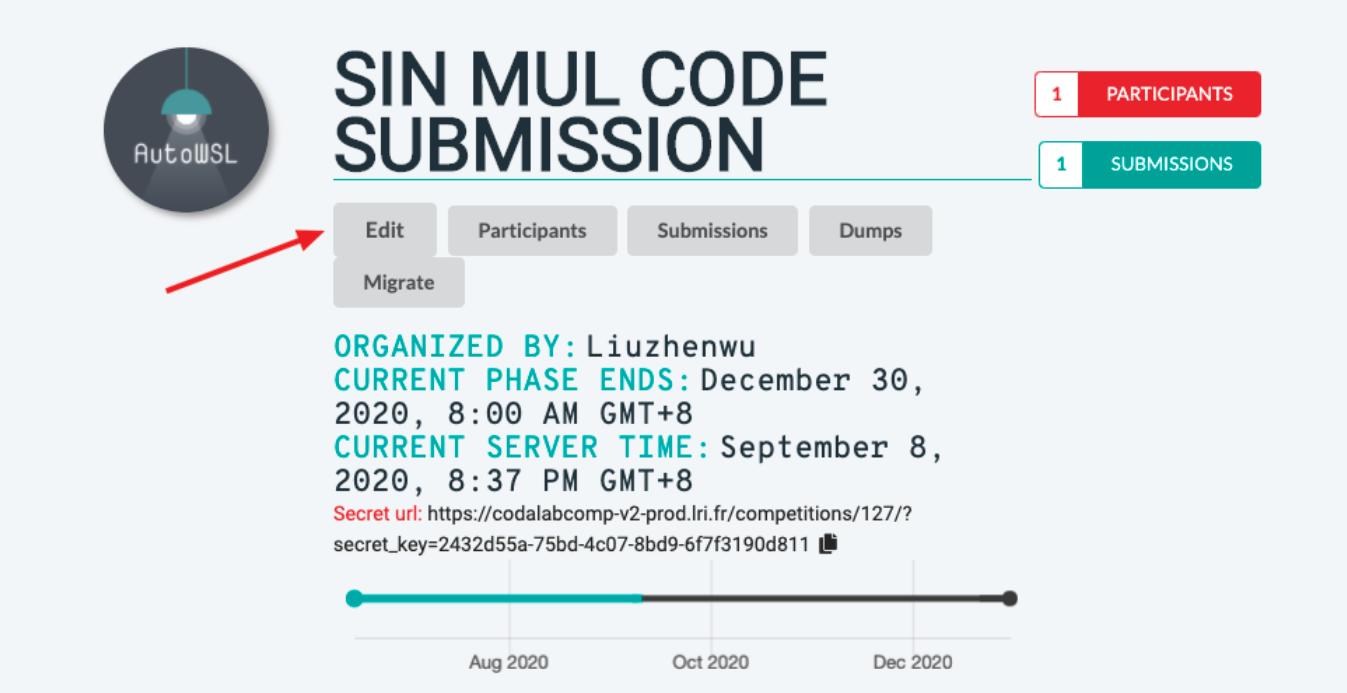 AutoWSL
SIN MUL CODE
SUBMISSION
1 PARTICIPANTS
1 SUBMISSIONS
Edit Participants Submissions Dumps
Migrate
ORGANIZED BY: Liuzhenwu
CURRENT PHASE ENDS: December 30,
2020, 8:00 AM GMT+8
CURRENT SERVER TIME: September 8,
2020, 8:37 PM GMT+8
Secret url: https://codalabcomp-v2-prod.lri.fr/competitions/127/?
secret_key=2432d55a-75bd-4c07-8bd9-6f7f3190d811
Aug 2020 Oct 2020 Dec 2020